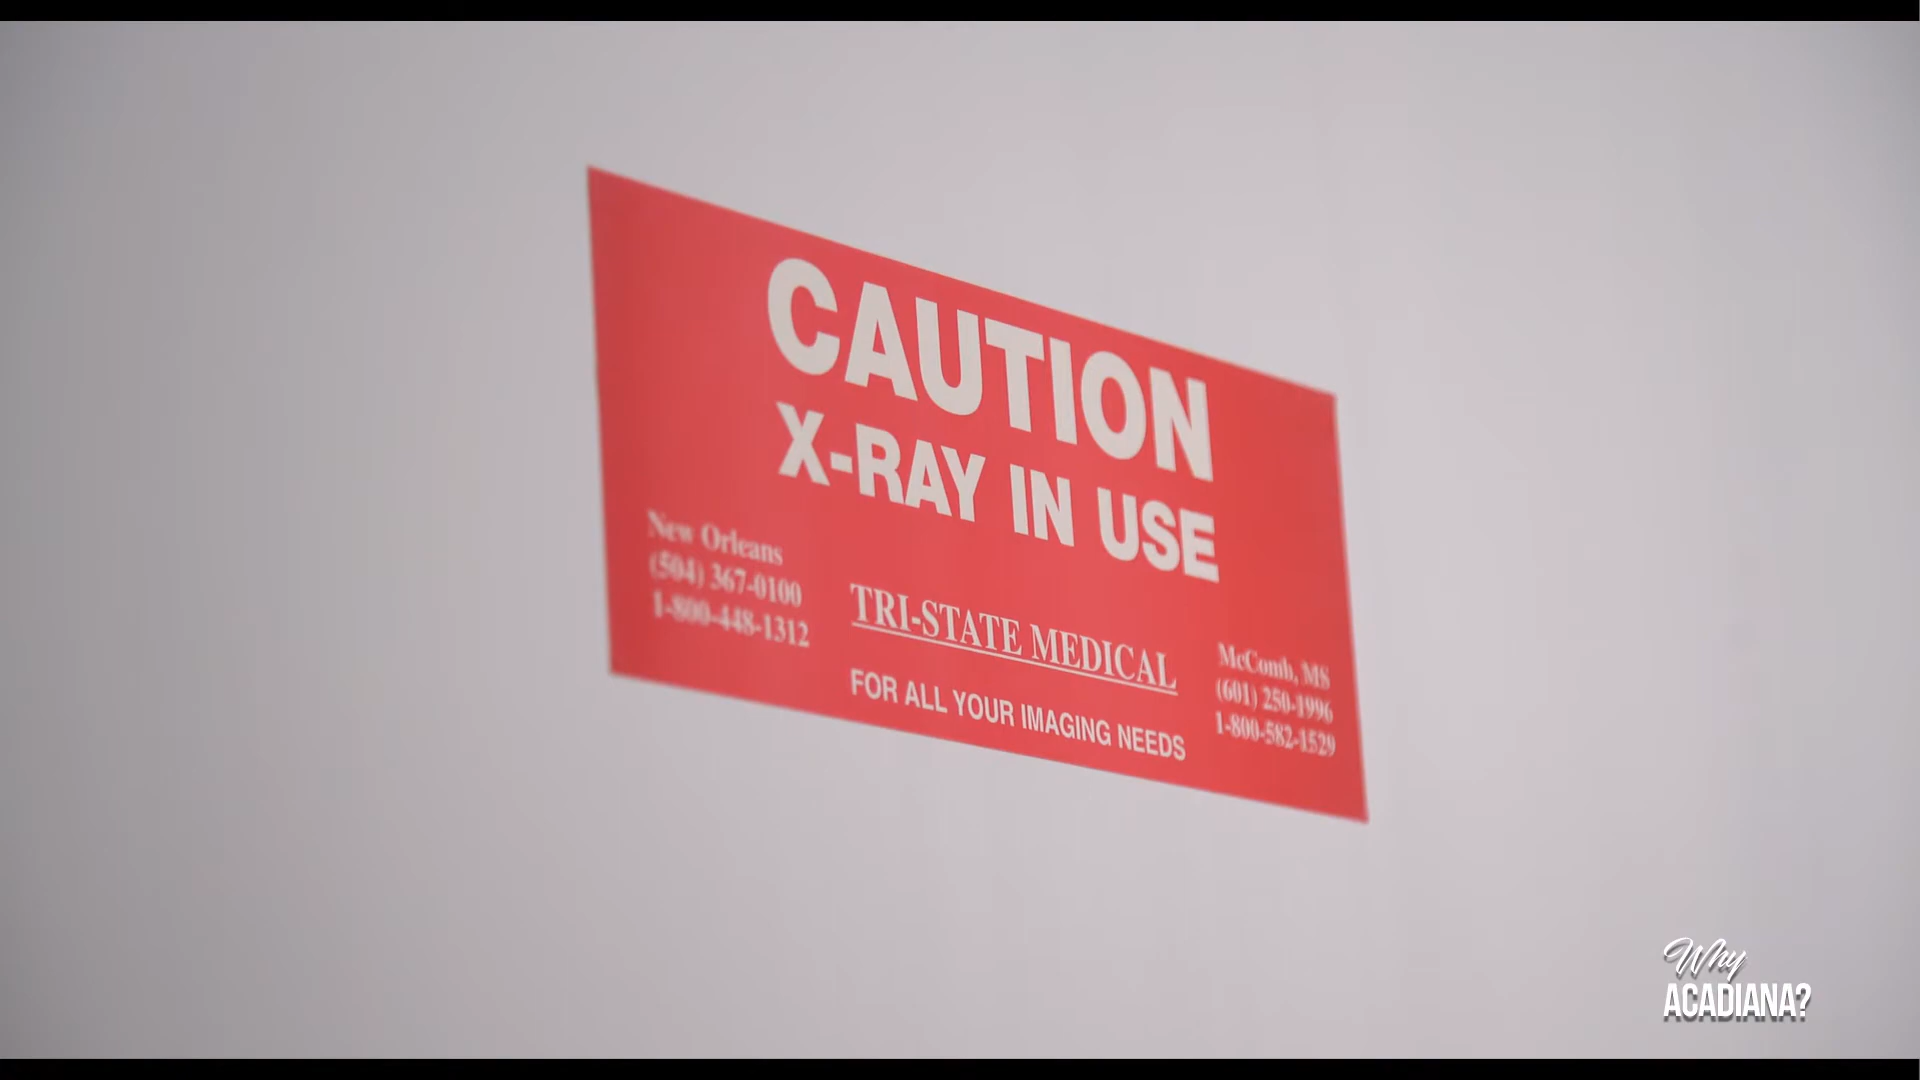 CAUTION
X-RAY IN USE
New Orleans
(504) 367-0100
1-800-448-1312
TRI-STATE MEDICAL
FOR ALL YOUR IMAGING NEEDS
McComb, MS
(601) 250-1996
1-800-582-1529
Why
ACADIANA?